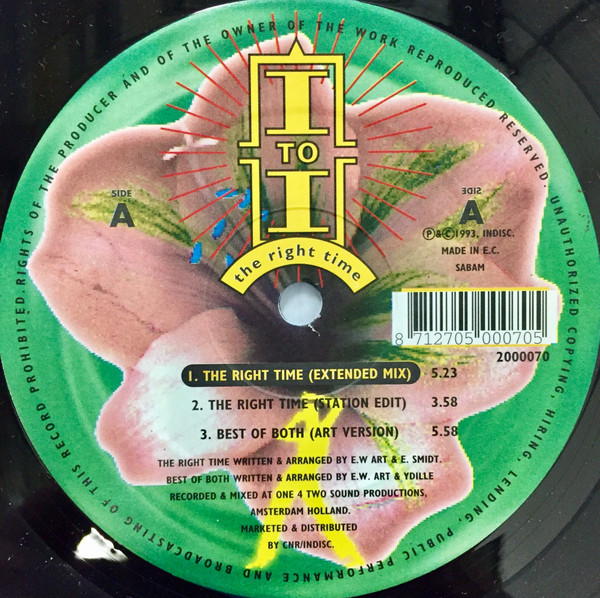 RIGHTS OF THE PRODUCER AND OF THE OWNER OF THE WORK REPRODUCED RESERVED. UNAUTHORIZED COPYING, HIRING, LENDING, PUBLIC PERFORMANCE AND BROADCASTING OF THIS RECORD PROHIBITED.
I
TO
I
the right time
SIDE
A
SIDE
A
Ⓟ&Ⓒ1993, INDISC.
MADE IN E.C.
SABAM
8 712705 000705
2000070
1. THE RIGHT TIME (EXTENDED MIX) 5.23
2. THE RIGHT TIME (STATION EDIT) 3.58
3. BEST OF BOTH (ART VERSION) 5.58
THE RIGHT TIME WRITTEN & ARRANGED BY E.W ART & E. SMIDT.
BEST OF BOTH WRITTEN & ARRANGED BY E.W. ART & YDILLE
RECORDED & MIXED AT ONE 4 TWO SOUND PRODUCTIONS,
AMSTERDAM HOLLAND.
MARKETED & DISTRIBUTED
BY CNR/INDISC.